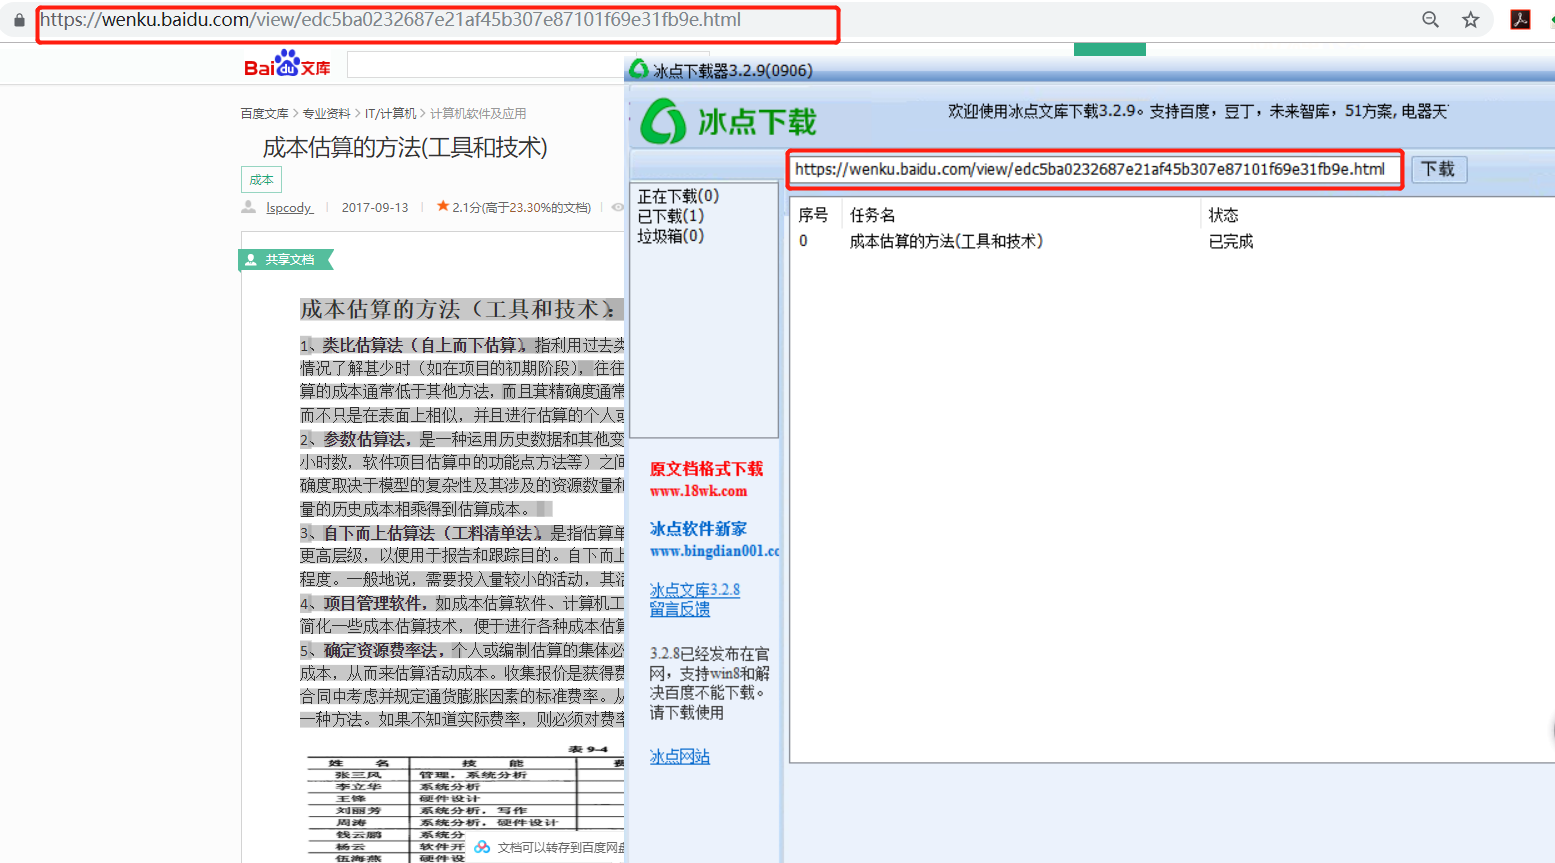 https://wenku.baidu.com/view/edc5ba0232687e21af45b307e87101f69e31fb9e.html
Bai du 文库
百度文库 > 专业资料 > IT/计算机 > 计算机软件及应用
成本估算的方法(工具和技术)
成本
lspcody
2017-09-13
2.1分(高于23.30%的文档)
共享文档
成本估算的方法（工具和技术）：
1、类比估算法（自上而下估算）。指利用过去类
情况了解甚少时（如在项目的初期阶段），往往
算的成本通常低于其他方法，而且其精确度通常
而不只是在表面上相似，并且进行估算的个人或
2、参数估算法，是一种运用历史数据和其他变
小时数，软件项目估算中的功能点方法等）之间
确度取决于模型的复杂性及其涉及的资源数量和
量的历史成本相乘得到估算成本。
3、自下而上估算法（工料清单法）。是指估算单
更高层级，以便用于报告和跟踪目的。自下而上
程度。一般地说，需要投入量较小的活动，其活
4、项目管理软件，如成本估算软件、计算机工
简化一些成本估算技术，便于进行各种成本估算
5、确定资源费率法，个人或编制估算的集体必
成本，从而来估算活动成本。收集报价是获得费
合同中考虑并规定通货膨胀因素的标准费率。从
一种方法。如果不知道实际费率，则必须对费率
表 9-4
姓 名 技 能 费
张三凤 管理，系统分析
李立华 系统分析
王锋 硬件设计
刘丽芳 系统分析，写作
周涛 系统分析，硬件设计
钱云鹏 系统分
杨云 软件开
伍海燕 硬件设
文档可以转存到百度网盘
冰点下载器3.2.9(0906)
冰点下载
欢迎使用冰点文库下载3.2.9。支持百度，豆丁，未来智库，51方案, 电器天
https://wenku.baidu.com/view/edc5ba0232687e21af45b307e87101f69e31fb9e.html
下载
正在下载(0)
已下载(1)
垃圾箱(0)
序号 任务名 状态
0 成本估算的方法(工具和技术) 已完成
原文档格式下载
www.18wk.com
冰点软件新家
www.bingdian001.co
冰点文库3.2.8
留言反馈
3.2.8已经发布在官
网，支持win8和解
决百度不能下载。
请下载使用
冰点网站